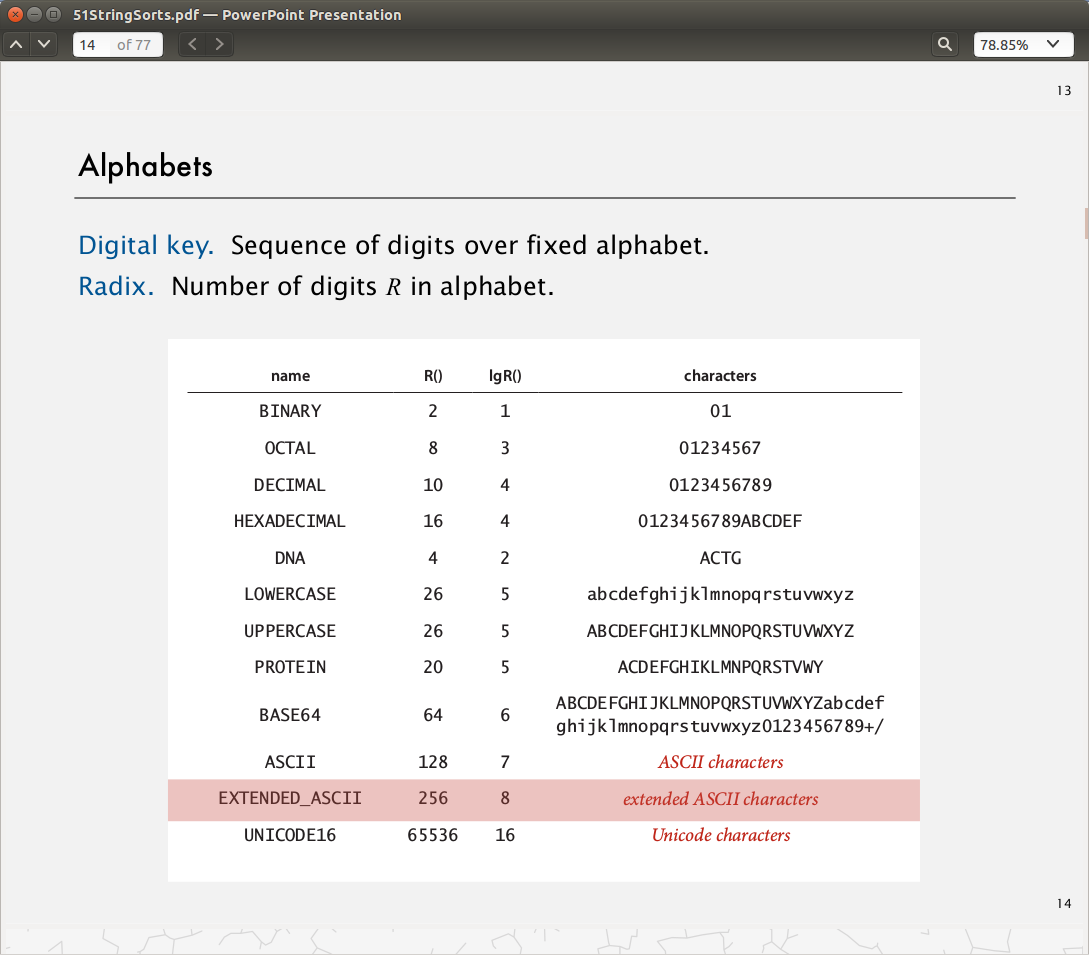 51StringSorts.pdf — PowerPoint Presentation
14 of 77
78.85%
13
Alphabets
Digital key. Sequence of digits over fixed alphabet.
Radix. Number of digits R in alphabet.
name R() lgR() characters
BINARY 2 1 01
OCTAL 8 3 01234567
DECIMAL 10 4 0123456789
HEXADECIMAL 16 4 0123456789ABCDEF
DNA 4 2 ACTG
LOWERCASE 26 5 abcdefghijklmnopqrstuvwxyz
UPPERCASE 26 5 ABCDEFGHIJKLMNOPQRSTUVWXYZ
PROTEIN 20 5 ACDEFGHIKLMNPQRSTVWY
BASE64 64 6 ABCDEFGHIJKLMNOPQRSTUVWXYZabcdef
ghijklmnopqrstuvwxyz0123456789+/
ASCII 128 7 ASCII characters
EXTENDED_ASCII 256 8 extended ASCII characters
UNICODE16 65536 16 Unicode characters
14